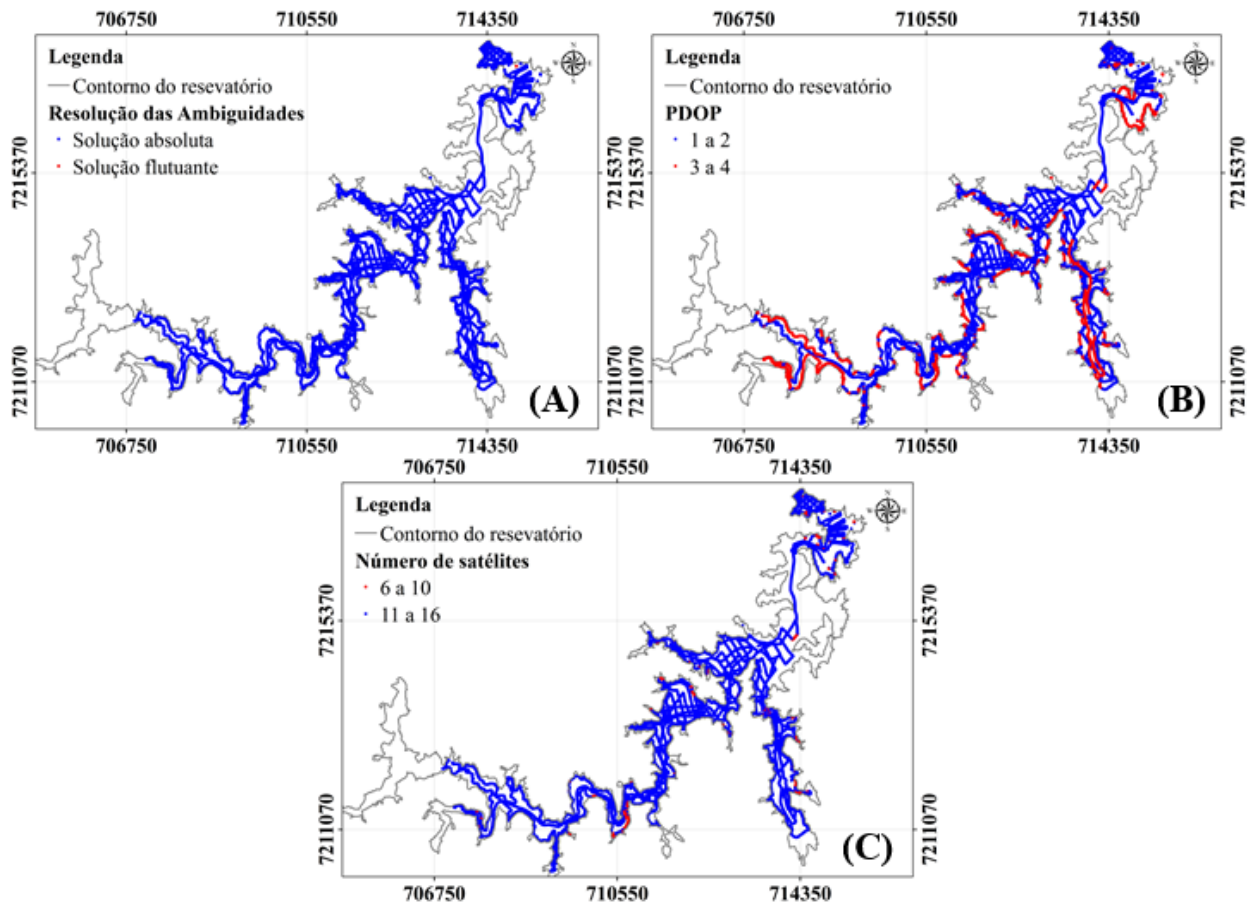 706750 710550 714350
Legenda
Contorno do resevatório
Resolução das Ambiguidades
Solução absoluta
Solução flutuante
7215370
7211070
7215370
7211070
(A)
706750 710550 714350
706750 710550 714350
Legenda
Contorno do resevatório
PDOP
1 a 2
3 a 4
7215370
7211070
7215370
7211070
(B)
706750 710550 714350
706750 710550 714350
Legenda
Contorno do resevatório
Número de satélites
6 a 10
11 a 16
7215370
7211070
7215370
7211070
(C)
706750 710550 714350